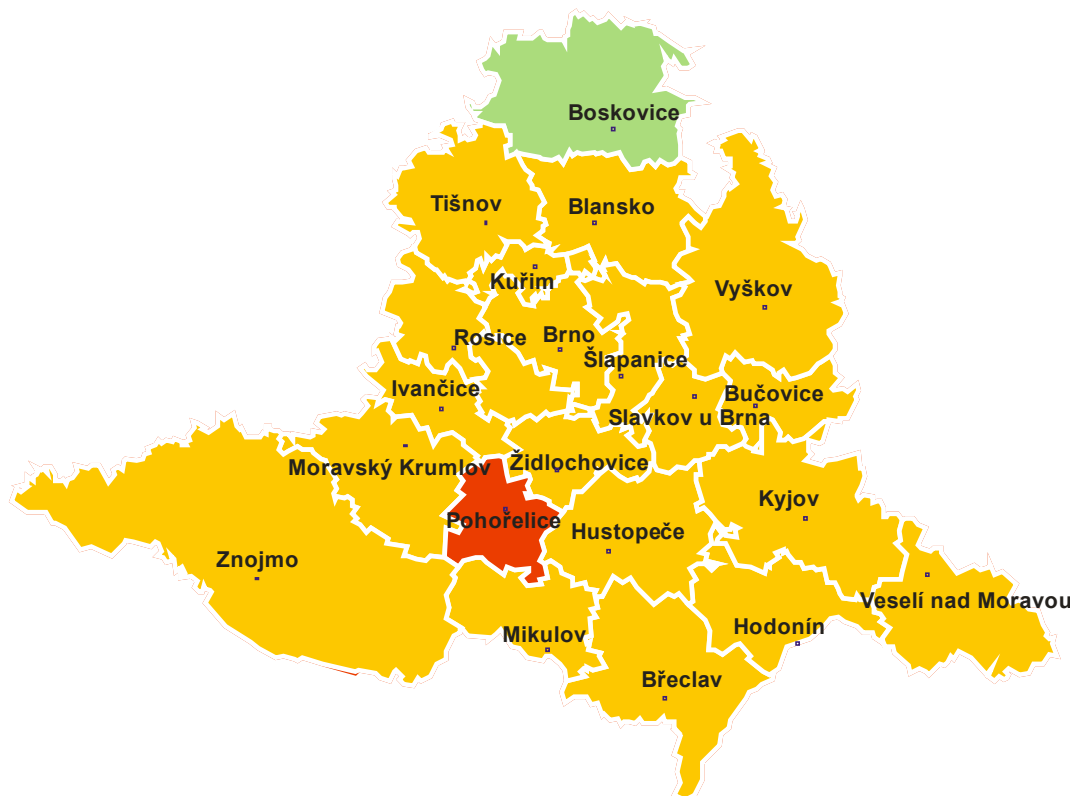 Boskovice
Tišnov
Blansko
Kuřim
Vyškov
Rosice
Brno
Šlapanice
Ivančice
Bučovice
Slavkov u Brna
Moravský Krumlov
Židlochovice
Kyjov
Pohořelice
Hustopeče
Znojmo
Veselí nad Moravou
Mikulov
Hodonín
Břeclav